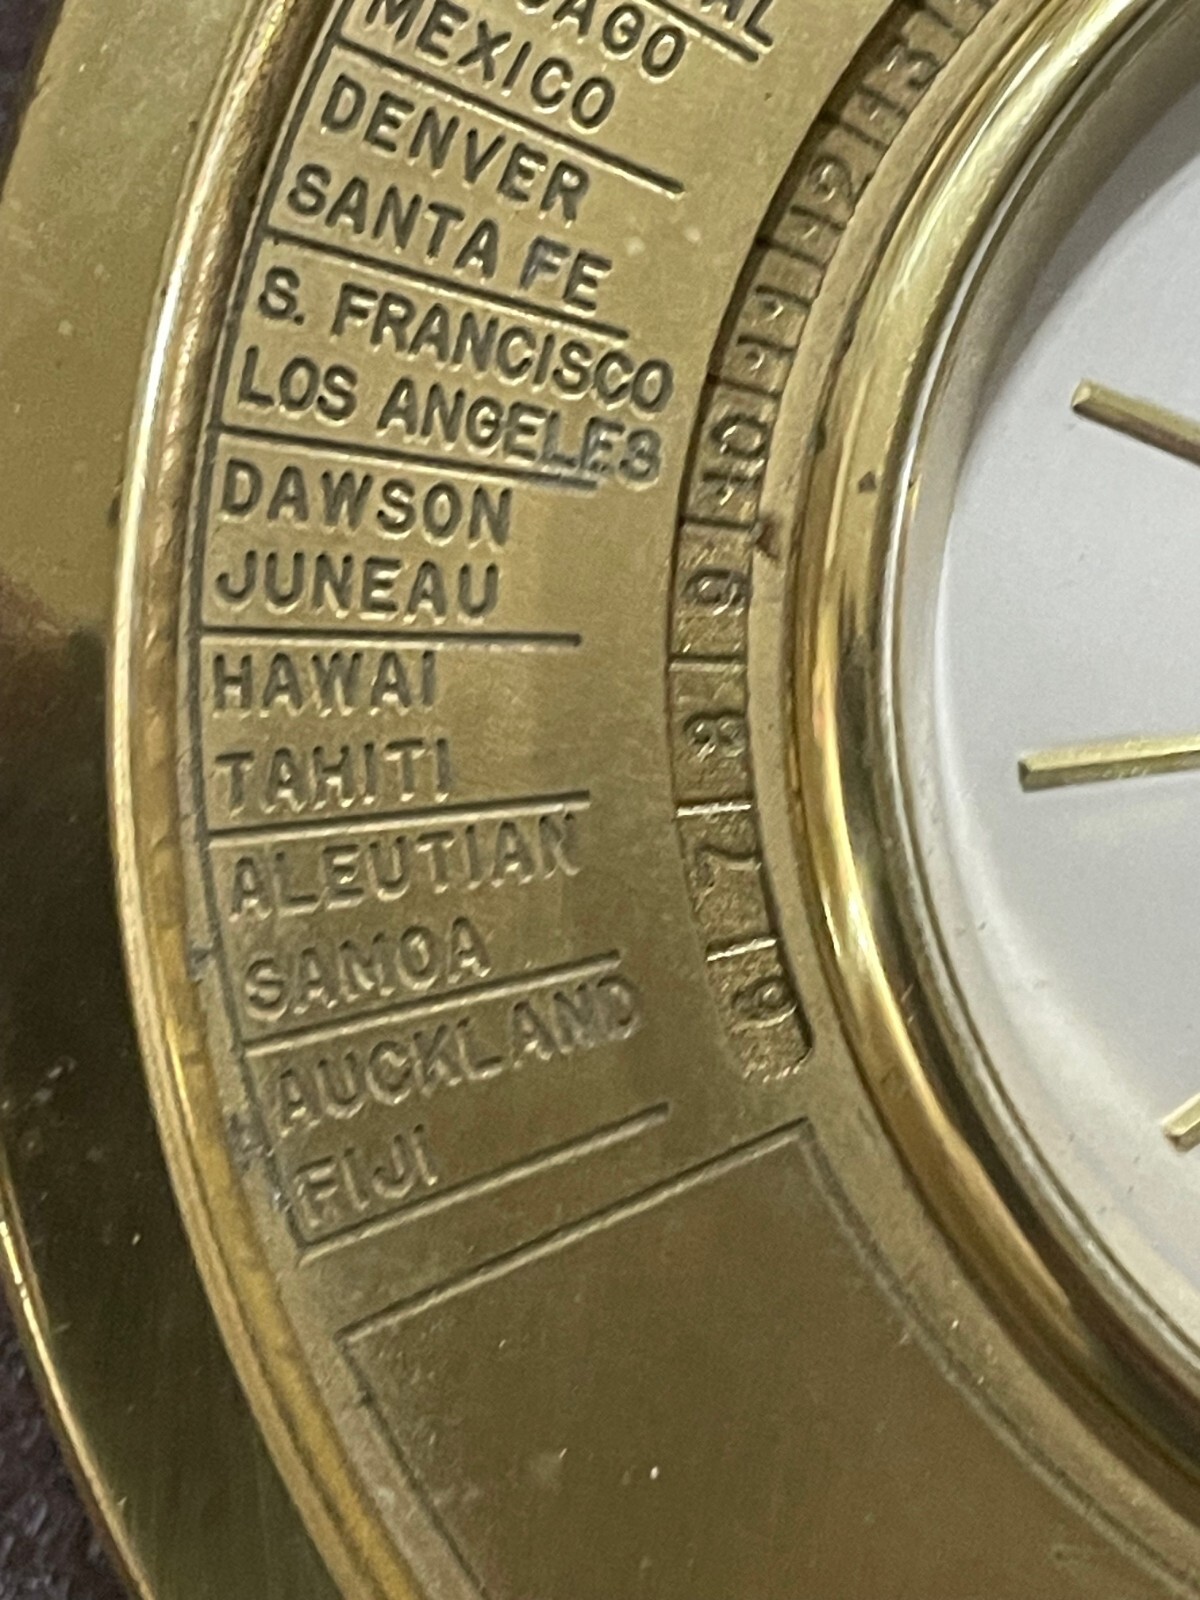 MEXICO
DENVER
SANTA FE
S. FRANCISCO
LOS ANGELES
DAWSON
JUNEAU
HAWAI
TAHITI
ALEUTIAN
SAMOA
AUCKLAND
FIJI
13
12
11
10
9
8
7
6